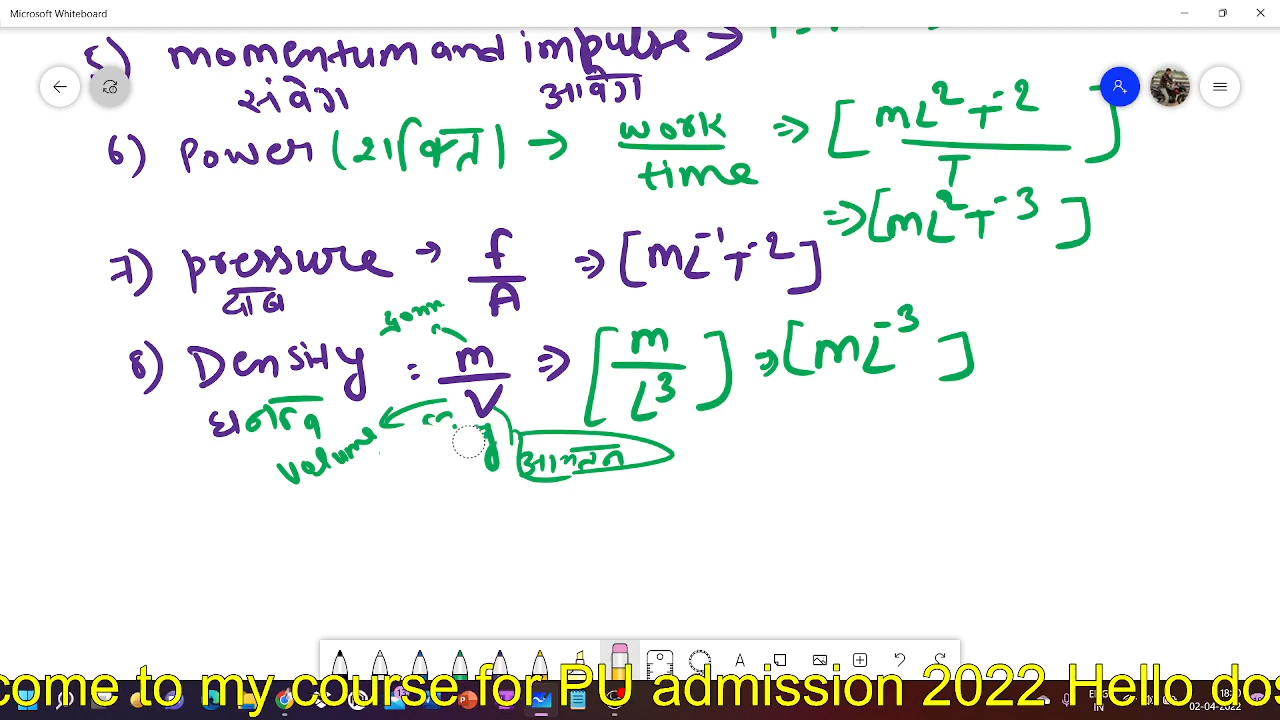 Microsoft Whiteboard
5) momentum and impulse →
संवेग आवेग
6) Power (शक्ति) → work/time ⇒ [mL²T⁻²/T]
⇒ [mL²T⁻³]
7) pressure → f/A ⇒ [mL⁻¹T⁻²]
दाब
8) Density = m/V ⇒ [m/L³] ⇒ [mL⁻³]
घनत्व
volume
आयतन
come to my course for PU admission 2022 Hello dos
ENG
IN
02-04-2022